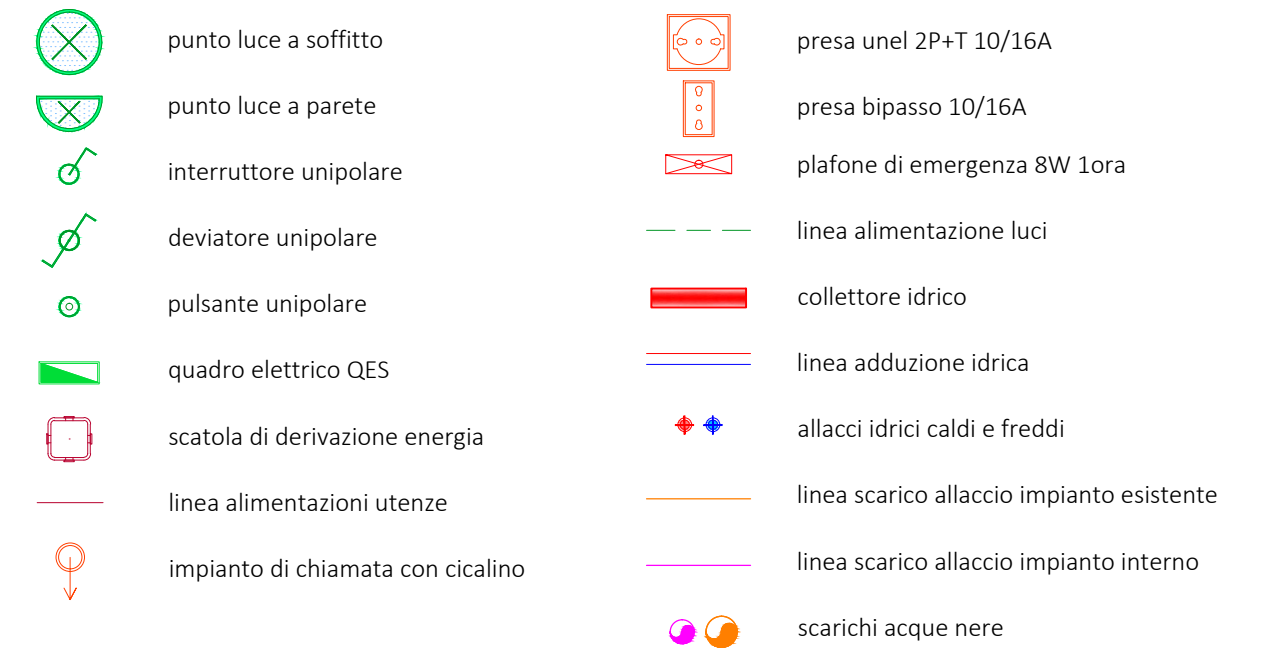 punto luce a soffitto
punto luce a parete
interruttore unipolare
deviatore unipolare
pulsante unipolare
quadro elettrico QES
scatola di derivazione energia
linea alimentazioni utenze
impianto di chiamata con cicalino
presa unel 2P+T 10/16A
presa bipasso 10/16A
plafone di emergenza 8W 1ora
linea alimentazione luci
collettore idrico
linea adduzione idrica
allacci idrici caldi e freddi
linea scarico allaccio impianto esistente
linea scarico allaccio impianto interno
scarichi acque nere